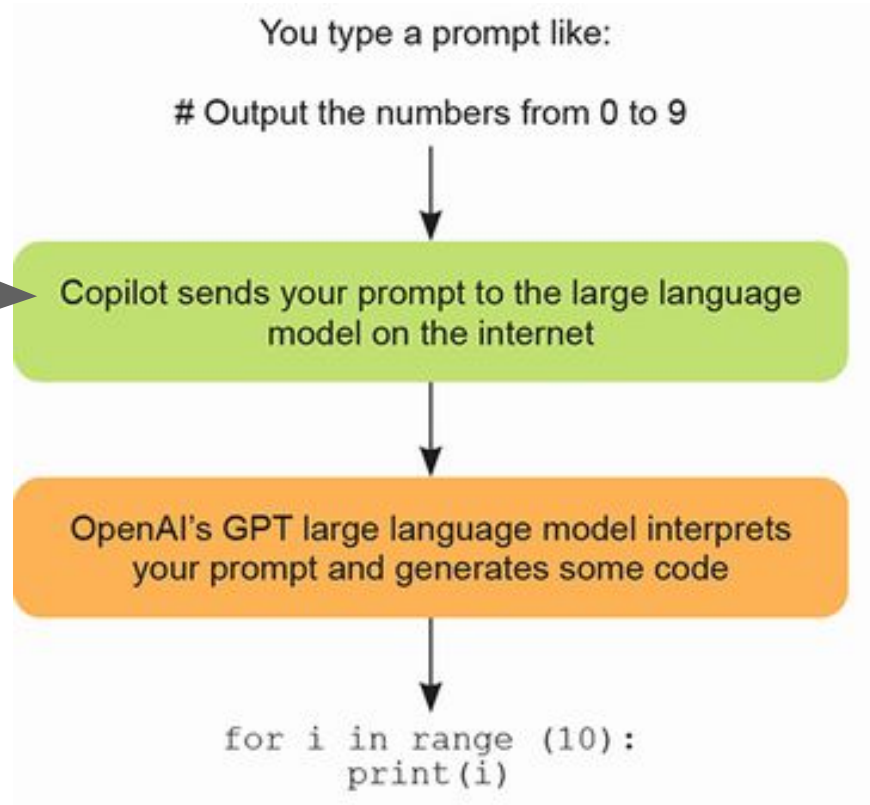 You type a prompt like:
# Output the numbers from 0 to 9
Copilot sends your prompt to the large language
model on the internet
OpenAI's GPT large language model interprets
your prompt and generates some code
for i in range (10):
print(i)